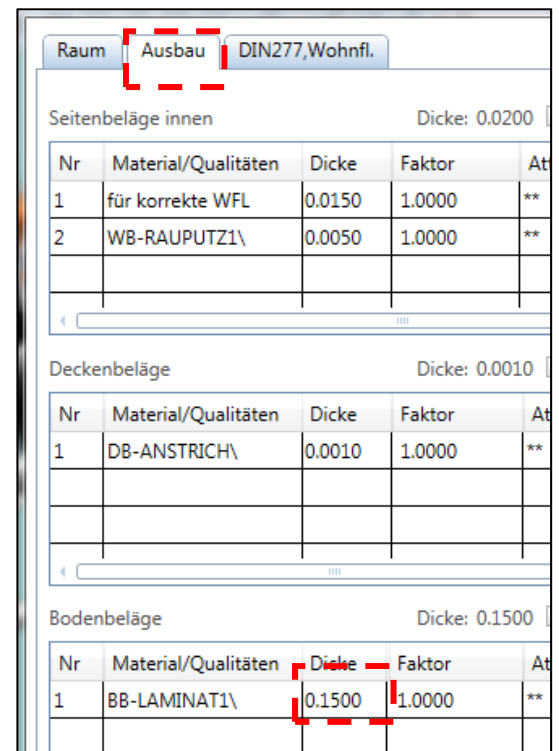 Raum Ausbau DIN277,Wohnfl.
Seitenbeläge innen Dicke: 0.0200
Nr Material/Qualitäten Dicke Faktor Att
1 für korrekte WFL 0.0150 1.0000 **
2 WB-RAUPUTZ1\ 0.0050 1.0000 **
Deckenbeläge Dicke: 0.0010
Nr Material/Qualitäten Dicke Faktor At
1 DB-ANSTRICH\ 0.0010 1.0000 **
Bodenbeläge Dicke: 0.1500
Nr Material/Qualitäten Dicke Faktor At
1 BB-LAMINAT1\ 0.1500 1.0000 **